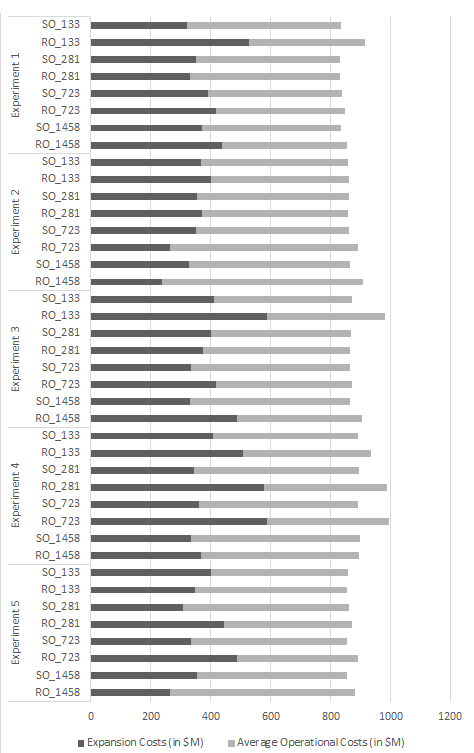 Experiment 1
SO_133
RO_133
SO_281
RO_281
SO_723
RO_723
SO_1458
RO_1458
Experiment 2
SO_133
RO_133
SO_281
RO_281
SO_723
RO_723
SO_1458
RO_1458
Experiment 3
SO_133
RO_133
SO_281
RO_281
SO_723
RO_723
SO_1458
RO_1458
Experiment 4
SO_133
RO_133
SO_281
RO_281
SO_723
RO_723
SO_1458
RO_1458
Experiment 5
SO_133
RO_133
SO_281
RO_281
SO_723
RO_723
SO_1458
RO_1458
0 200 400 600 800 1000 1200
Expansion Costs (in $M) Average Operational Costs (in $M)